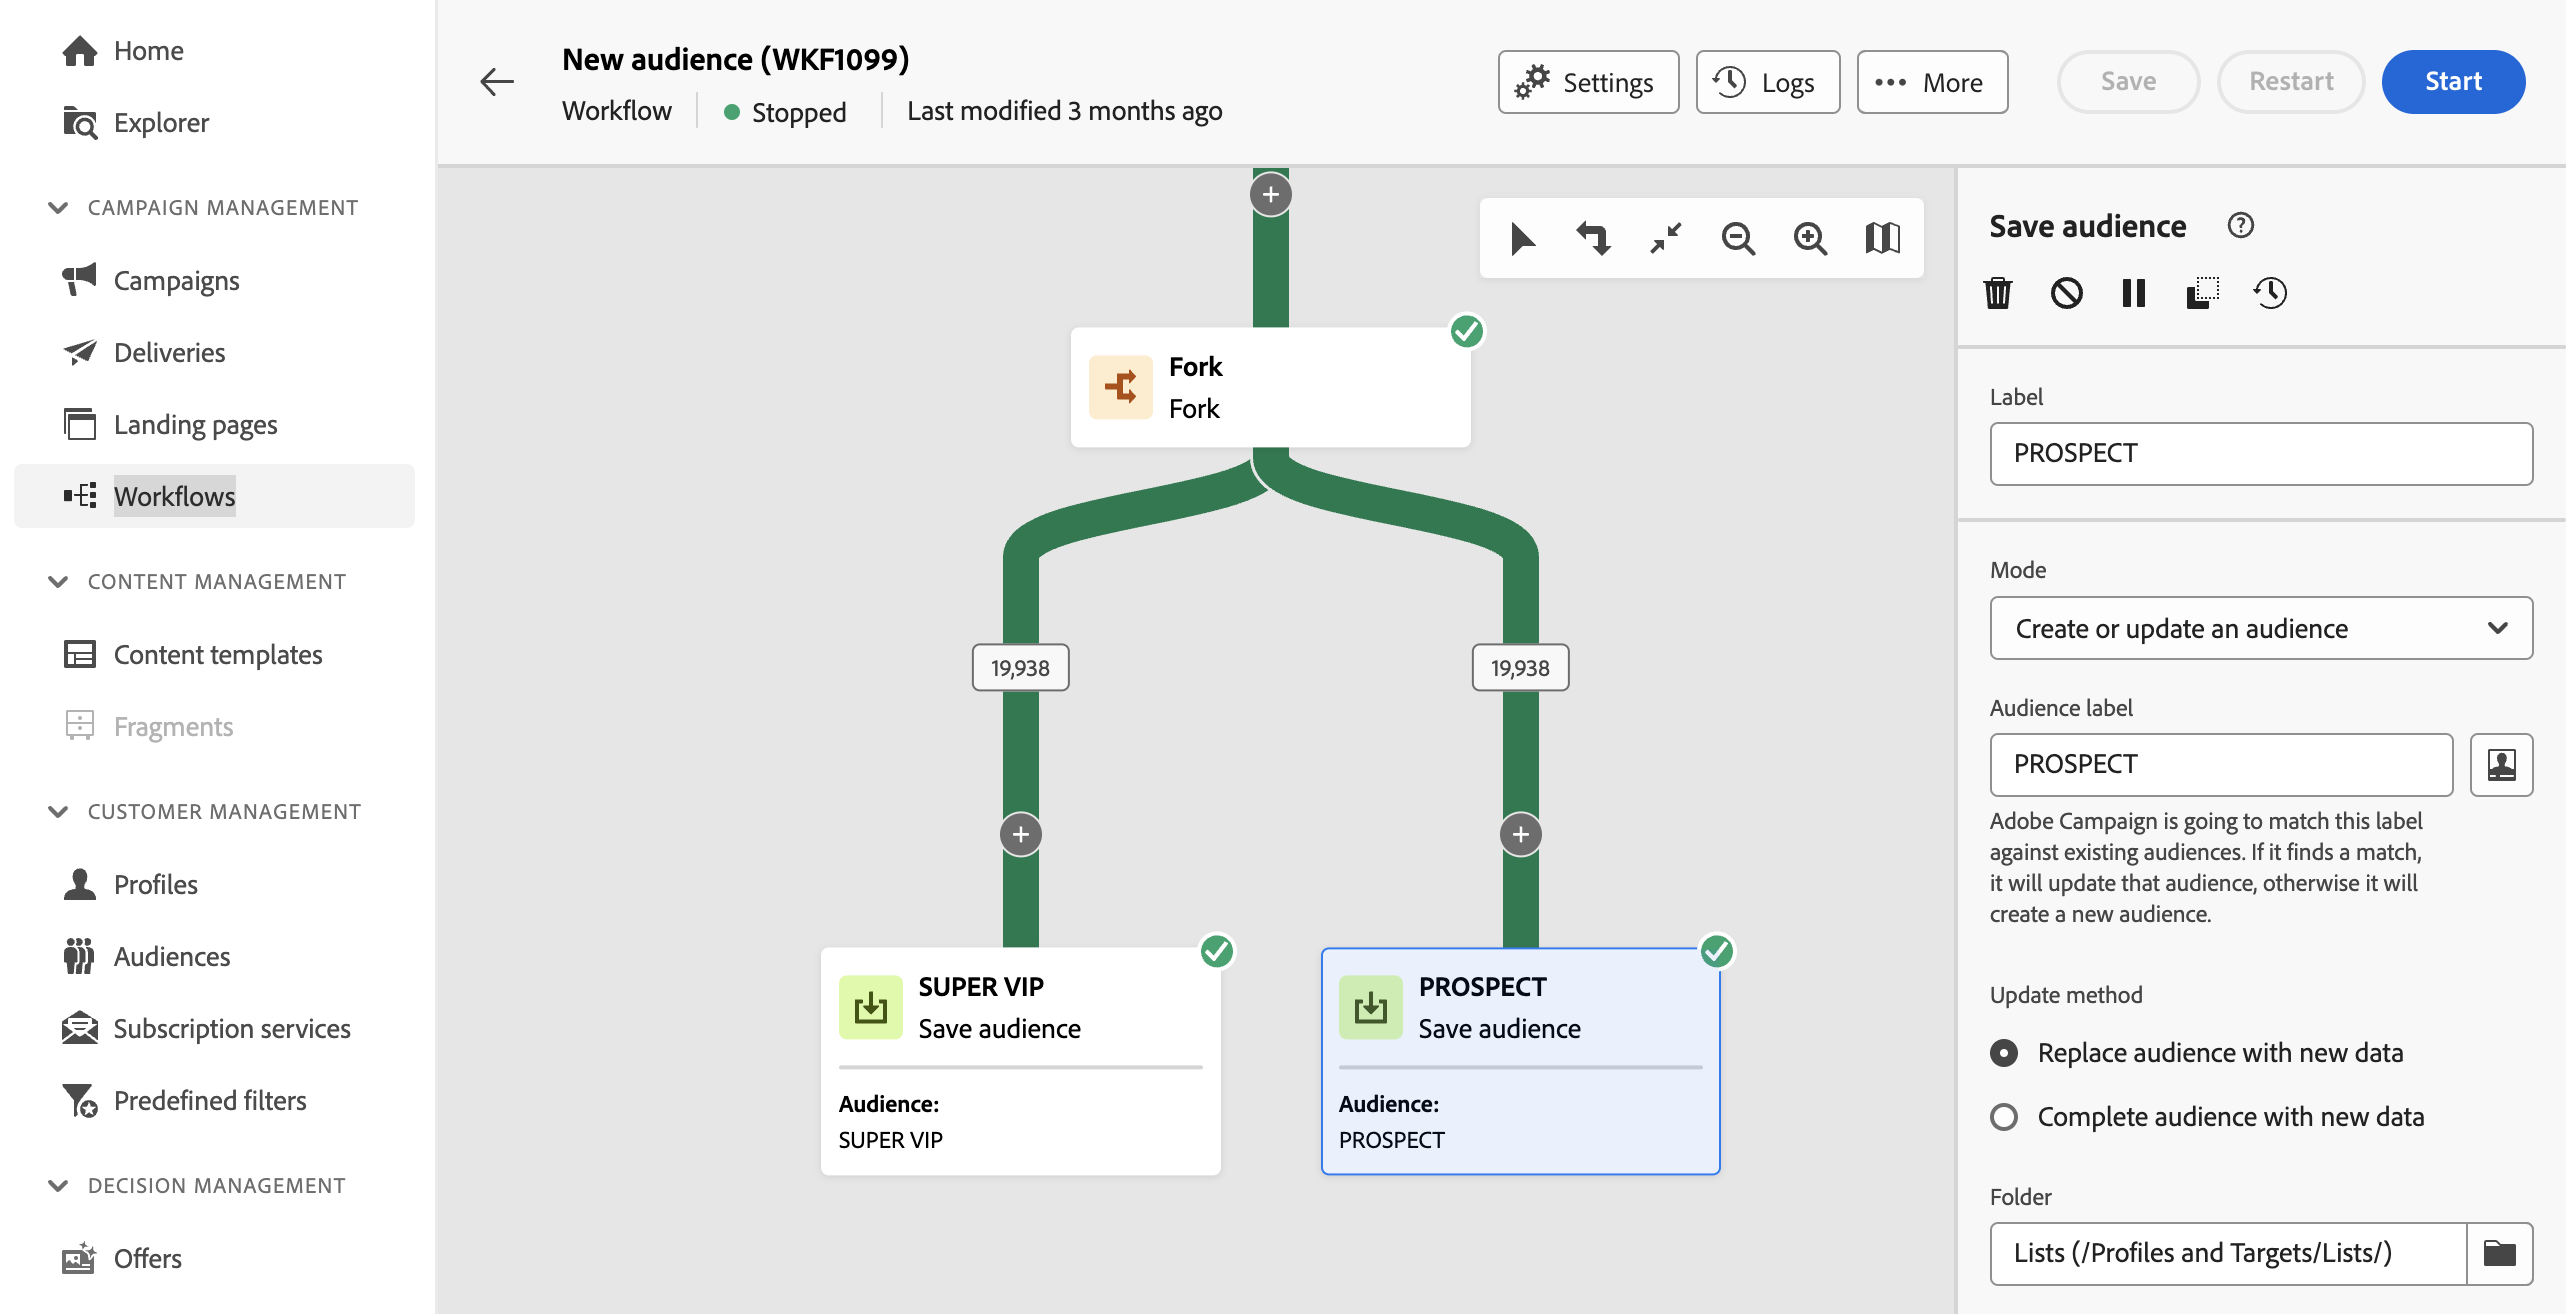 Home
Explorer
CAMPAIGN MANAGEMENT
Campaigns
Deliveries
Landing pages
Workflows
CONTENT MANAGEMENT
Content templates
Fragments
CUSTOMER MANAGEMENT
Profiles
Audiences
Subscription services
Predefined filters
DECISION MANAGEMENT
Offers
New audience (WKF1099)
Workflow
Stopped
Last modified 3 months ago
Settings
Logs
More
Save
Restart
Start
Fork
Fork
19,938
19,938
SUPER VIP
Save audience
Audience:
SUPER VIP
PROSPECT
Save audience
Audience:
PROSPECT
Save audience
Label
PROSPECT
Mode
Create or update an audience
Audience label
PROSPECT
Adobe Campaign is going to match this label
against existing audiences. If it finds a match,
it will update that audience, otherwise it will
create a new audience.
Update method
Replace audience with new data
Complete audience with new data
Folder
Lists (/Profiles and Targets/Lists/)